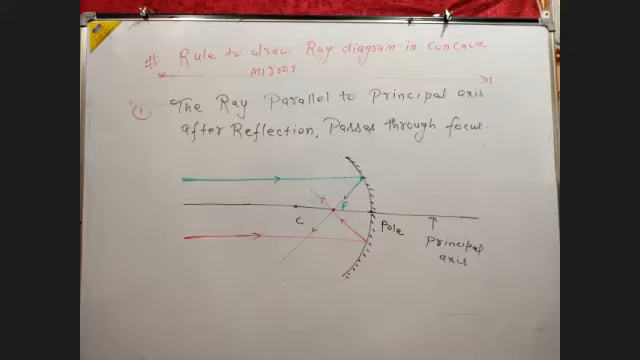 # Rule to draw Ray diagram in Concave
mirror
① The Ray Parallel to Principal axis
after Reflection, Passes through focus.
C
F
Pole
Principal
axis